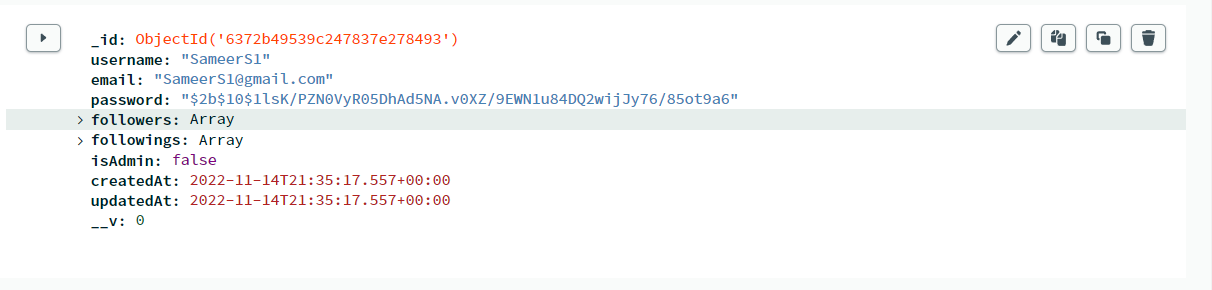 _id: ObjectId('6372b49539c247837e278493')
username: "SameerS1"
email: "SameerS1@gmail.com"
password: "$2b$10$1lsK/PZN0VyR05DhAd5NA.v0XZ/9EWN1u84DQ2wijJy76/85ot9a6"
> followers: Array
> followings: Array
isAdmin: false
createdAt: 2022-11-14T21:35:17.557+00:00
updatedAt: 2022-11-14T21:35:17.557+00:00
__v: 0